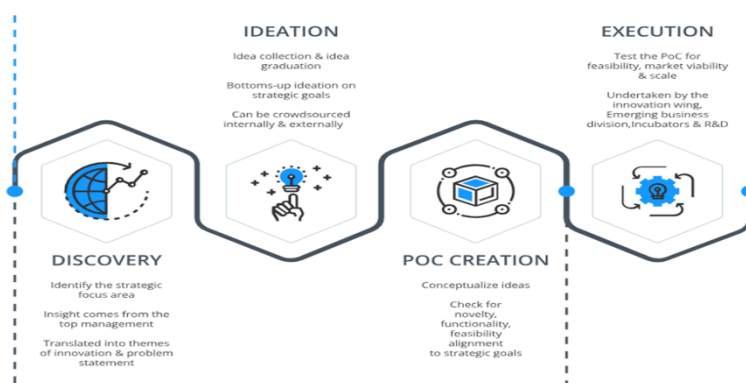 IDEATION
Idea collection & idea
graduation
Bottoms-up ideation on
strategic goals
Can be crowdsourced
internally & externally
EXECUTION
Test the PoC for
feasibility, market viability
& scale
Undertaken by the
innovation wing,
Emerging business
division,Incubators & R&D
DISCOVERY
Identify the strategic
focus area
Insight comes from the
top management
Translated into themes
of innovation & problem
statement
POC CREATION
Conceptualize ideas
Check for
novelty,
functionality,
feasibility
alignment
to strategic goals